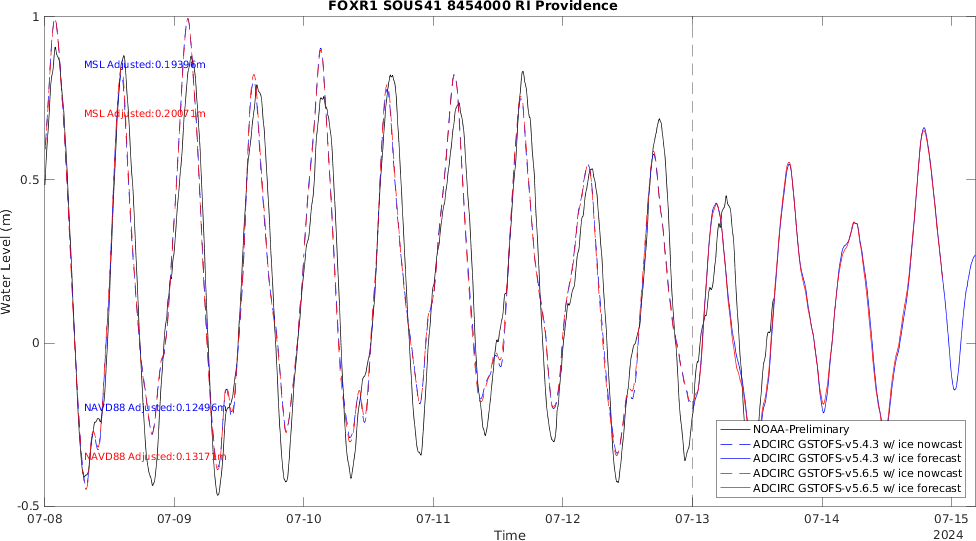 FOXR1 SOUS41 8454000 RI Providence
1
0.5
0
-0.5
Water Level (m)
MSL Adjusted:0.19396m
MSL Adjusted:0.20071m
NAVD88 Adjusted:0.12496m
NAVD88 Adjusted:0.13171m
NOAA-Preliminary
ADCIRC GSTOFS-v5.4.3 w/ ice nowcast
ADCIRC GSTOFS-v5.4.3 w/ ice forecast
ADCIRC GSTOFS-v5.6.5 w/ ice nowcast
ADCIRC GSTOFS-v5.6.5 w/ ice forecast
07-08 07-09 07-10 07-11 07-12 07-13 07-14 07-15
Time
2024